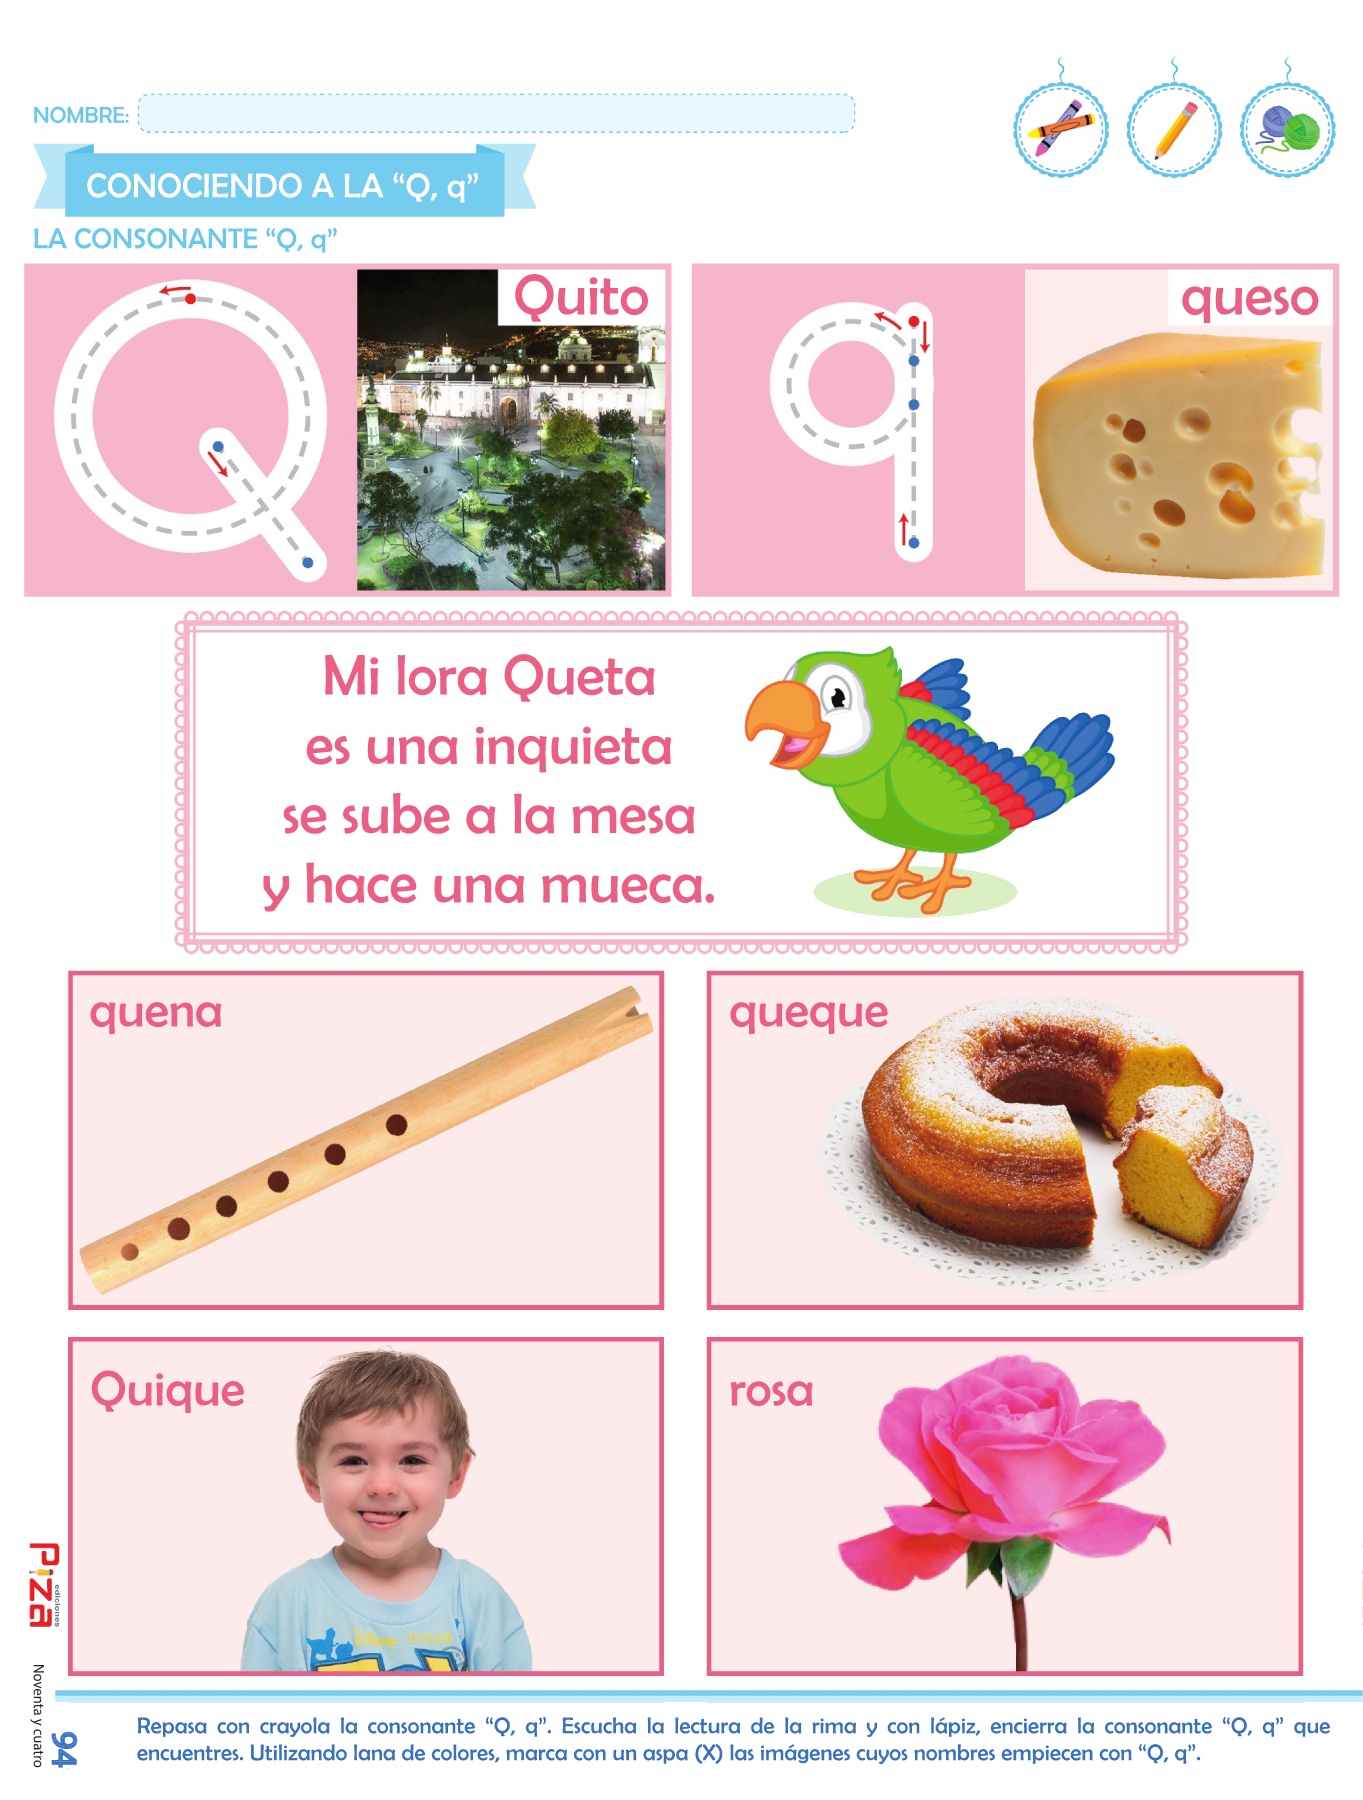 NOMBRE:
CONOCIENDO A LA “Q, q”
LA CONSONANTE “Q, q”
Q
Quito
q
queso
Mi lora Queta
es una inquieta
se sube a la mesa
y hace una mueca.
quena
queque
Quique
Disney PIXAR
rosa
Piza
ediciones
Noventa y cuatro
94
Repasa con crayola la consonante “Q, q”. Escucha la lectura de la rima y con lápiz, encierra la consonante “Q, q” que
encuentres. Utilizando lana de colores, marca con un aspa (X) las imágenes cuyos nombres empiecen con “Q, q”.